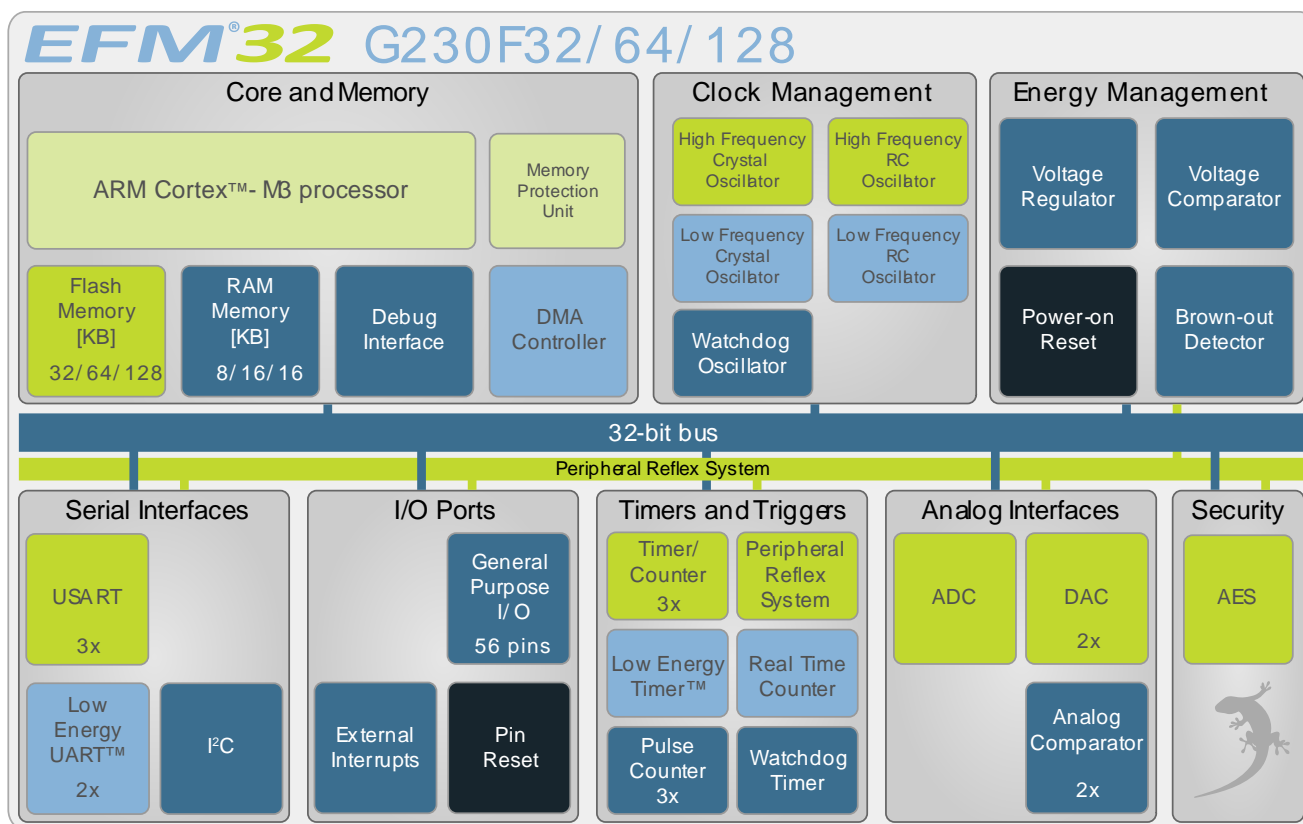 EFM®32 G230F32/64/128
Core and Memory
ARM Cortex™-M3 processor
Memory
Protection
Unit
Flash
Memory
[KB]
32/64/128
RAM
Memory
[KB]
8/16/16
Debug
Interface
DMA
Controller
Clock Management
High Frequency
Crystal
Oscillator
High Frequency
RC
Oscillator
Low Frequency
Crystal
Oscillator
Low Frequency
RC
Oscillator
Watchdog
Oscillator
Energy Management
Voltage
Regulator
Voltage
Comparator
Power-on
Reset
Brown-out
Detector
32-bit bus
Peripheral Reflex System
Serial Interfaces
USART
3x
Low
Energy
UART™
2x
I²C
I/O Ports
General
Purpose
I/O
56 pins
External
Interrupts
Pin
Reset
Timers and Triggers
Timer/
Counter
3x
Peripheral
Reflex
System
Low Energy
Timer™
Real Time
Counter
Pulse
Counter
3x
Watchdog
Timer
Analog Interfaces
ADC
DAC
2x
Analog
Comparator
2x
Security
AES